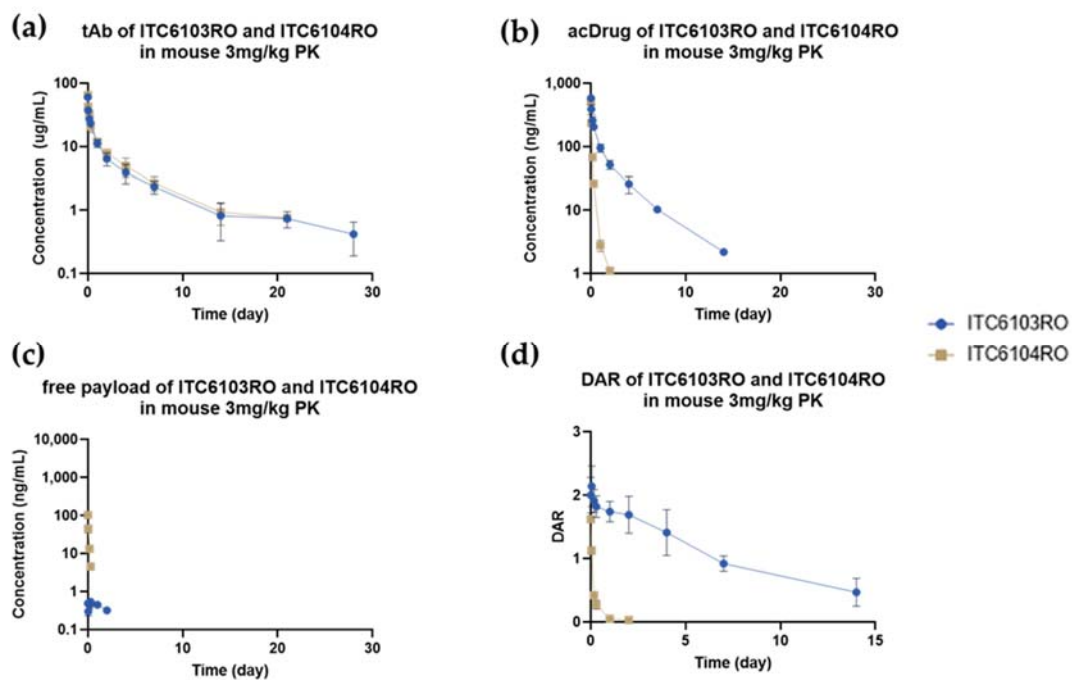 (a)
tAb of ITC6103RO and ITC6104RO
in mouse 3mg/kg PK
Concentration (ug/mL)
100
10
1
0.1
0
10
20
30
Time (day)
(b)
acDrug of ITC6103RO and ITC6104RO
in mouse 3mg/kg PK
Concentration (ng/mL)
1,000
100
10
1
0
10
20
30
Time (day)
ITC6103RO
ITC6104RO
(c)
free payload of ITC6103RO and ITC6104RO
in mouse 3mg/kg PK
Concentration (ng/mL)
10,000
1,000
100
10
1
0.1
0
10
20
30
Time (day)
(d)
DAR of ITC6103RO and ITC6104RO
in mouse 3mg/kg PK
DAR
3
2
1
0
0
5
10
15
Time (day)